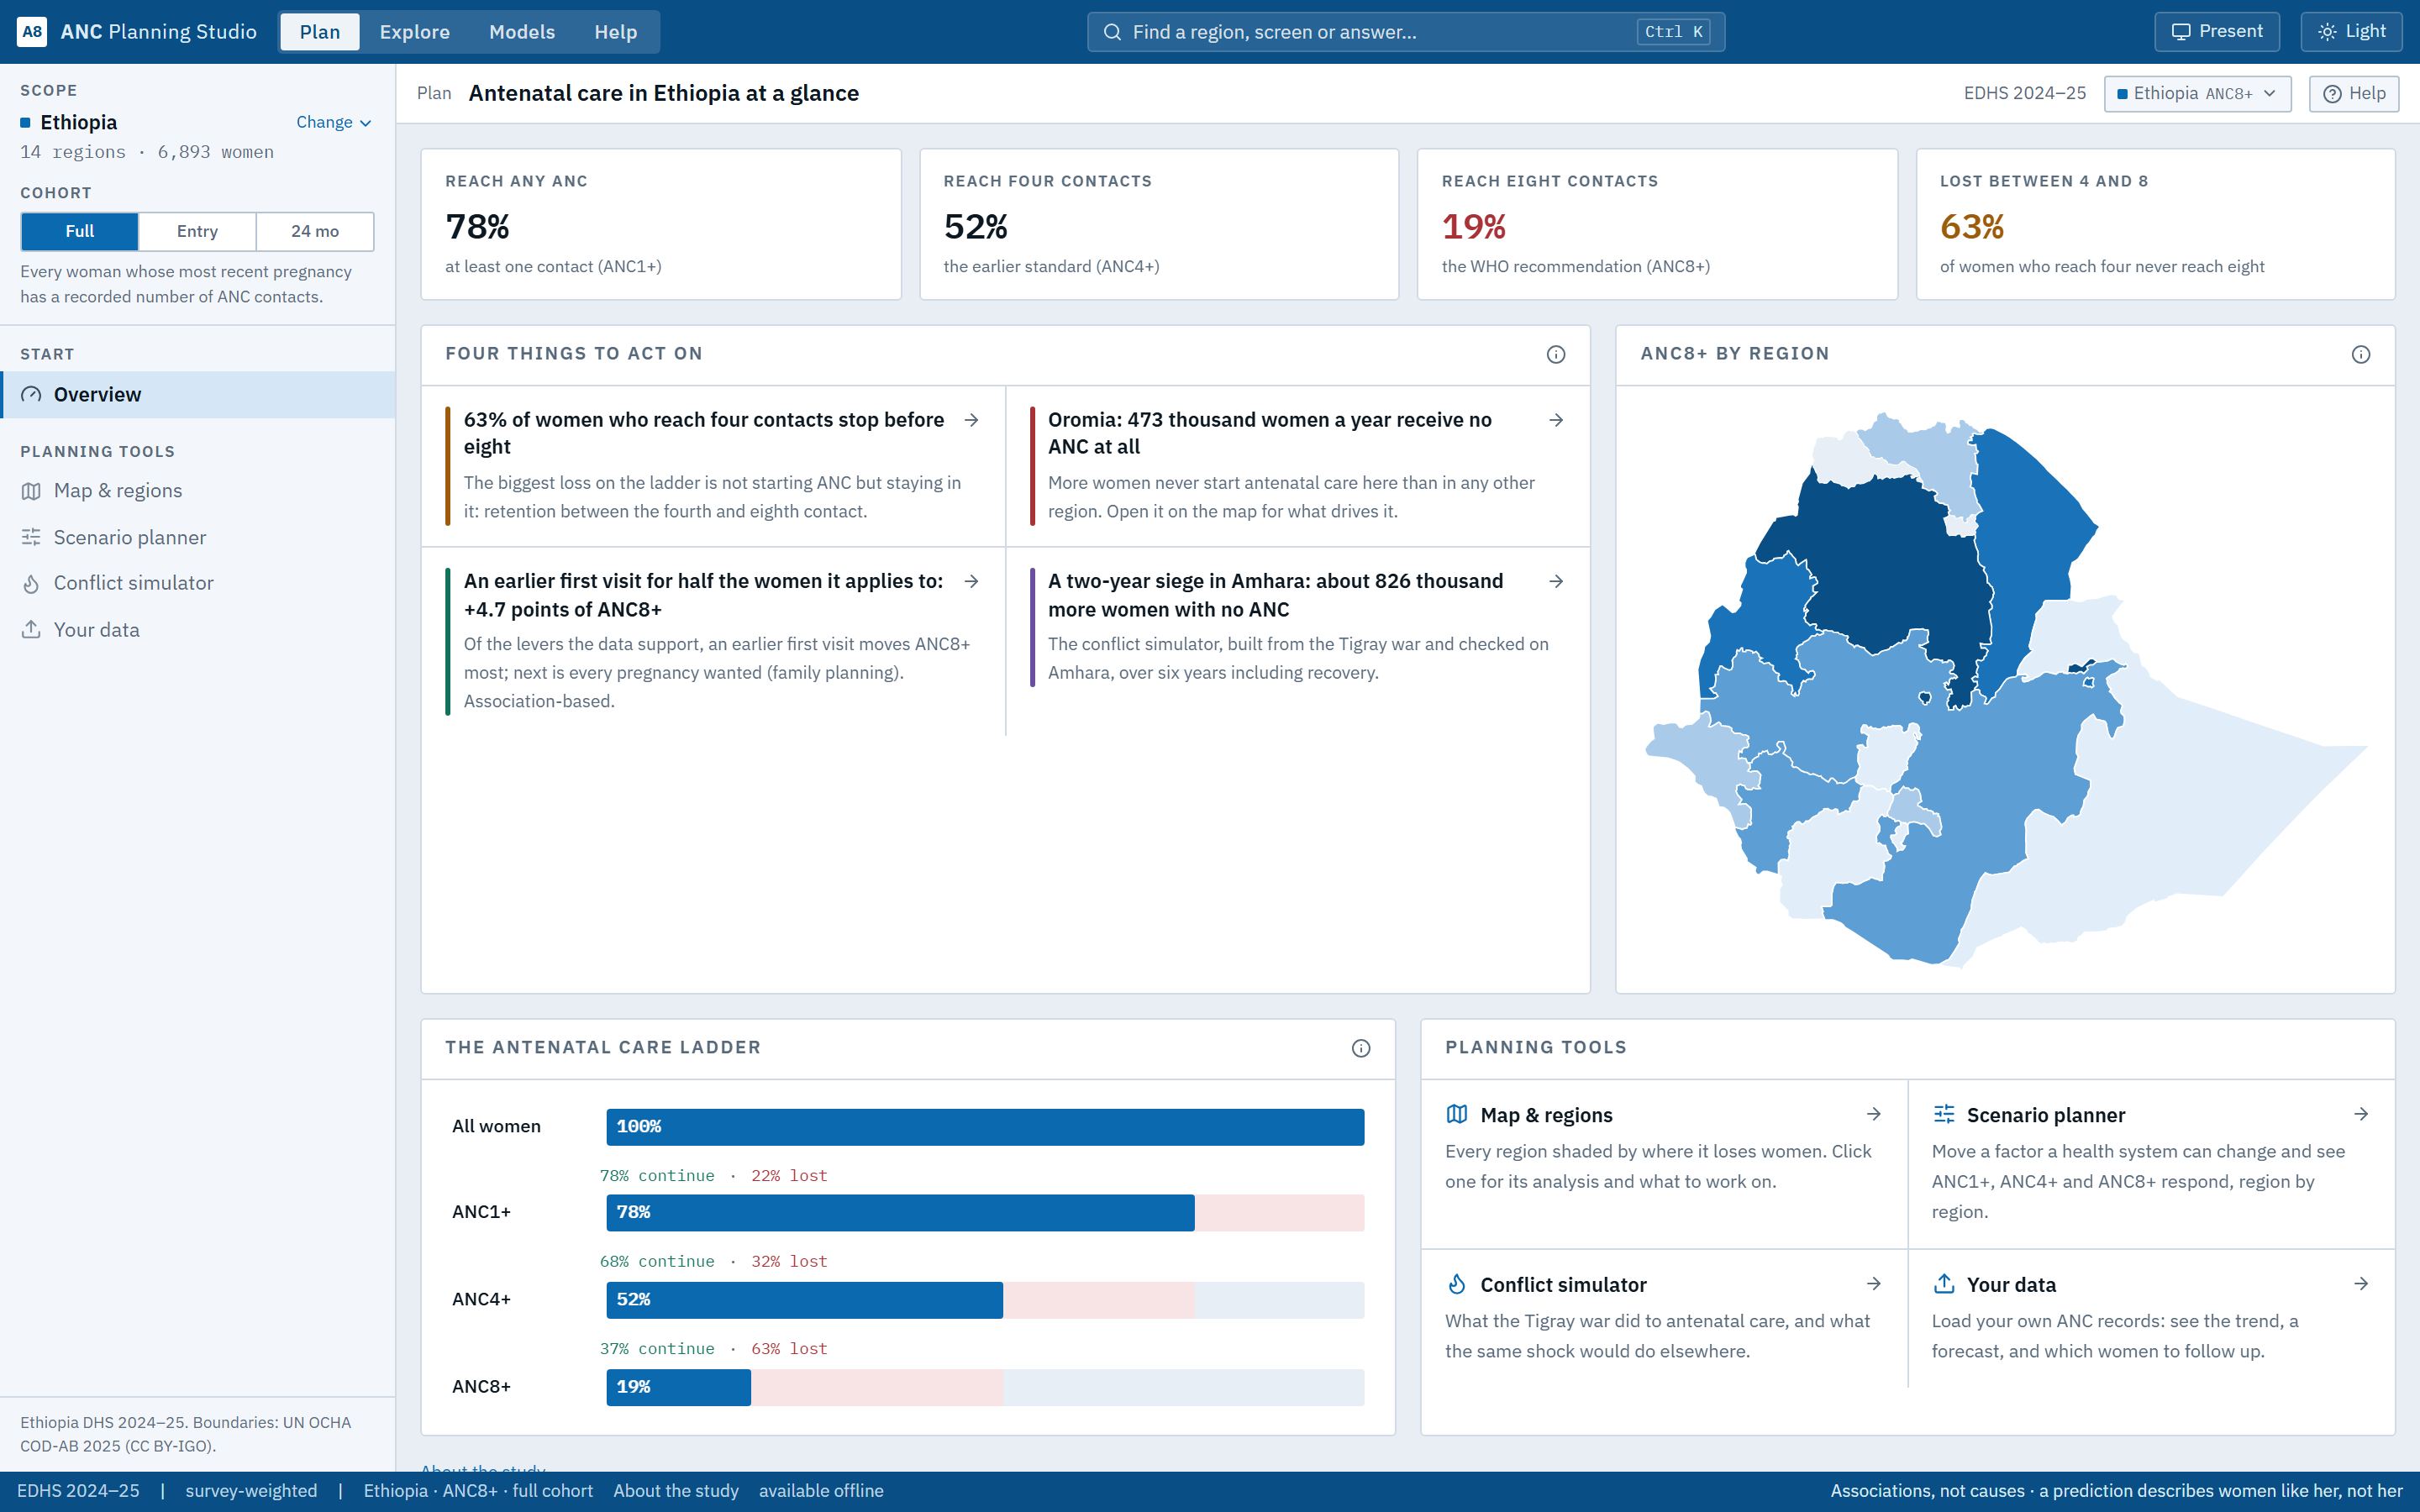 A8 ANC Planning Studio Plan Explore Models Help Find a region, screen or answer... Ctrl K Present Light
SCOPE
Ethiopia Change
14 regions · 6,893 women
COHORT
Full Entry 24 mo
Every woman whose most recent pregnancy
has a recorded number of ANC contacts.
START
Overview
PLANNING TOOLS
Map & regions
Scenario planner
Conflict simulator
Your data
Ethiopia DHS 2024–25. Boundaries: UN OCHA
COD-AB 2025 (CC BY-IGO).
Plan Antenatal care in Ethiopia at a glance EDHS 2024–25 Ethiopia ANC8+ Help
REACH ANY ANC
78%
at least one contact (ANC1+)
REACH FOUR CONTACTS
52%
the earlier standard (ANC4+)
REACH EIGHT CONTACTS
19%
the WHO recommendation (ANC8+)
LOST BETWEEN 4 AND 8
63%
of women who reach four never reach eight
FOUR THINGS TO ACT ON
63% of women who reach four contacts stop before
eight
The biggest loss on the ladder is not starting ANC but staying in
it: retention between the fourth and eighth contact.
Oromia: 473 thousand women a year receive no
ANC at all
More women never start antenatal care here than in any other
region. Open it on the map for what drives it.
An earlier first visit for half the women it applies to:
+4.7 points of ANC8+
Of the levers the data support, an earlier first visit moves ANC8+
most; next is every pregnancy wanted (family planning).
Association-based.
A two-year siege in Amhara: about 826 thousand
more women with no ANC
The conflict simulator, built from the Tigray war and checked on
Amhara, over six years including recovery.
ANC8+ BY REGION
THE ANTENATAL CARE LADDER
All women 100%
78% continue · 22% lost
ANC1+ 78%
68% continue · 32% lost
ANC4+ 52%
37% continue · 63% lost
ANC8+ 19%
PLANNING TOOLS
Map & regions
Every region shaded by where it loses women. Click
one for its analysis and what to work on.
Scenario planner
Move a factor a health system can change and see
ANC1+, ANC4+ and ANC8+ respond, region by
region.
Conflict simulator
What the Tigray war did to antenatal care, and what
the same shock would do elsewhere.
Your data
Load your own ANC records: see the trend, a
forecast, and which women to follow up.
About the study
EDHS 2024–25 | survey-weighted | Ethiopia · ANC8+ · full cohort About the study available offline Associations, not causes · a prediction describes women like her, not her